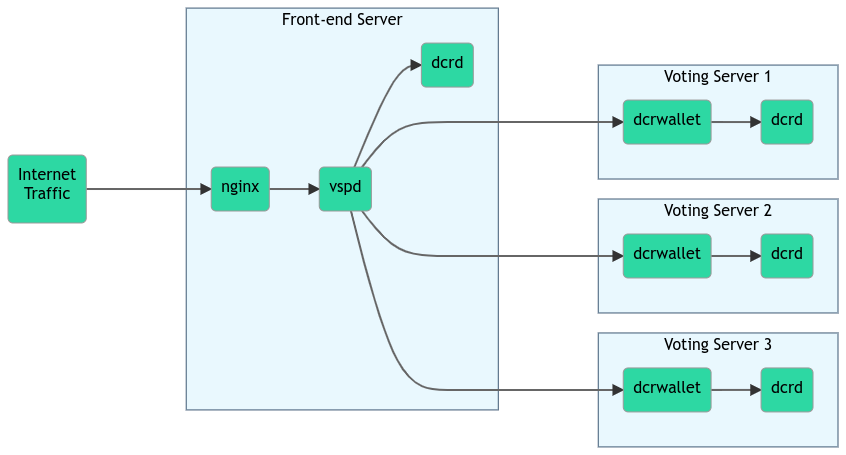 Front-end Server
dcrd
Internet
Traffic
nginx
vspd
Voting Server 1
dcrwallet
dcrd
Voting Server 2
dcrwallet
dcrd
Voting Server 3
dcrwallet
dcrd